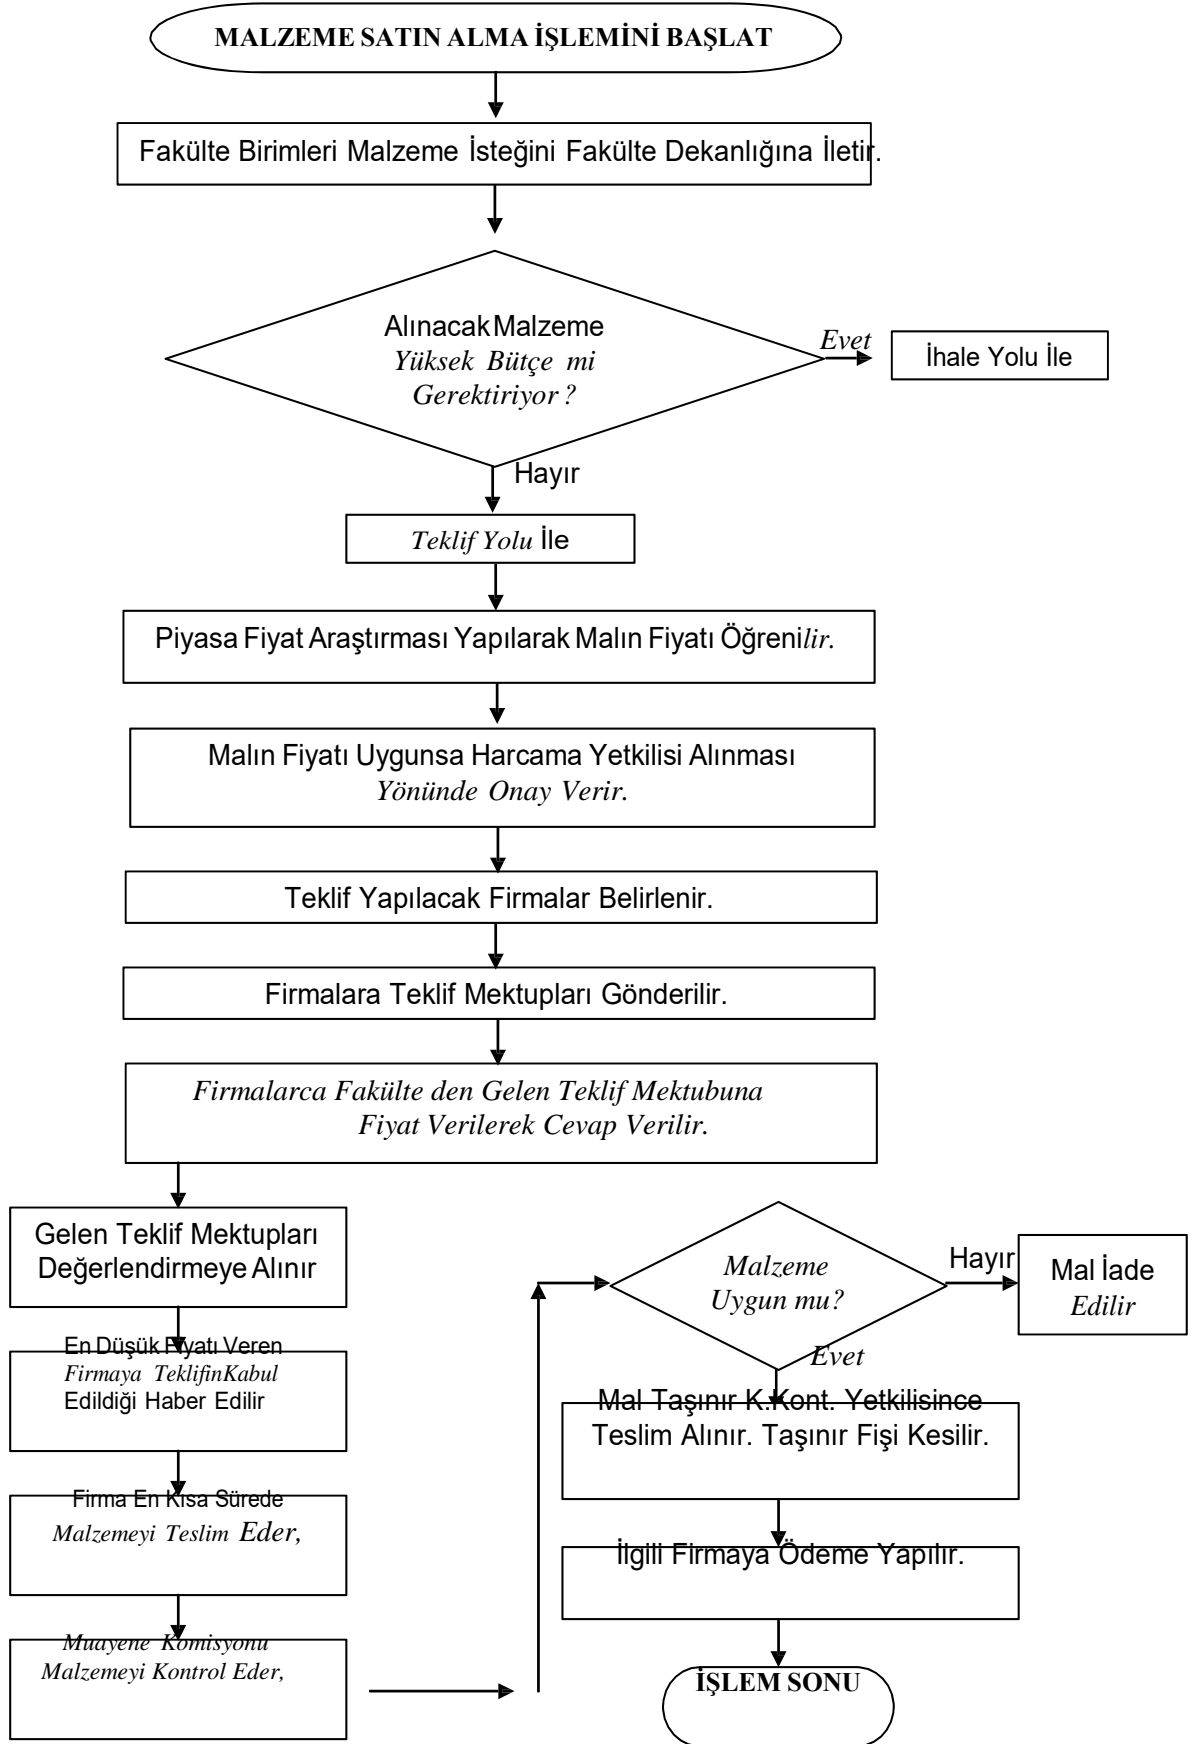 MALZEME SATIN ALMA İŞLEMİNİ BAŞLAT
Fakülte Birimleri Malzeme İsteğini Fakülte Dekanlığına İletir.
Alınacak Malzeme
Yüksek Bütçe mi
Gerektiriyor ?
Evet
İhale Yolu İle
Hayır
Teklif Yolu İle
Piyasa Fiyat Araştırması Yapılarak Malın Fiyatı Öğrenilir.
Malın Fiyatı Uygunsa Harcama Yetkilisi Alınması
Yönünde Onay Verir.
Teklif Yapılacak Firmalar Belirlenir.
Firmalara Teklif Mektupları Gönderilir.
Firmalarca Fakülte den Gelen Teklif Mektubuna
Fiyat Verilerek Cevap Verilir.
Gelen Teklif Mektupları
Değerlendirmeye Alınır
En Düşük Fiyatı Veren
Firmaya TeklifinKabul
Edildiği Haber Edilir
Firma En Kısa Sürede
Malzemeyi Teslim Eder,
Muayene Komisyonu
Malzemeyi Kontrol Eder,
Malzeme
Uygun mu?
Hayır
Mal İade
Edilir
Evet
Mal Taşınır K.Kont. Yetkilisince
Teslim Alınır. Taşınır Fişi Kesilir.
İlgili Firmaya Ödeme Yapılır.
İŞLEM SONU